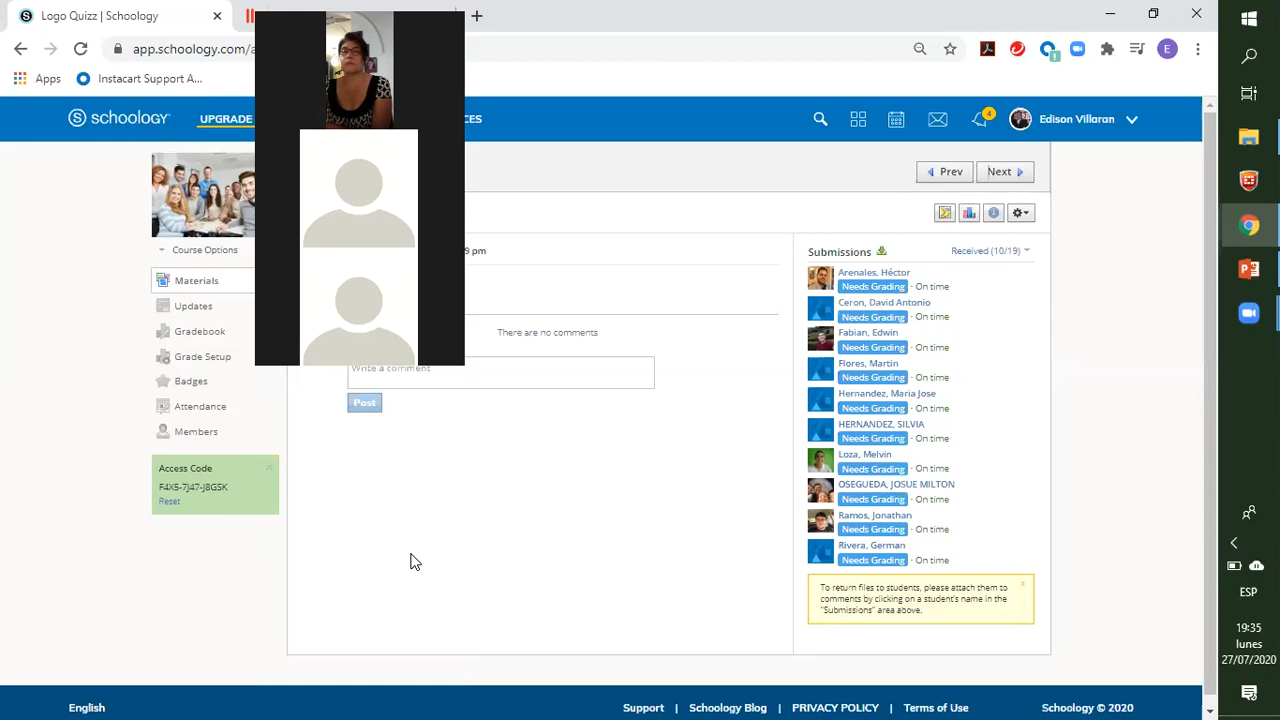 Logo Quizz | Schoology
app.schoology.com/a
Apps
Instacart Support A...
schoology
UPGRADE
CES
4
Edison Villaran
Prev
Next
Course Options
9 pm
Submissions
Received (10/19)
Materials
Updates
Gradebook
Grade Setup
Badges
Attendance
Members
There are no comments
Write a comment
Post
Arenales, Héctor
Needs Grading · On time
Ceron, David Antonio
Needs Grading · On time
Fabian, Edwin
Needs Grading · On time
Flores, Martin
Needs Grading · On time
Hernandez, Maria Jose
Needs Grading · On time
HERNANDEZ, SILVIA
Needs Grading · On time
Loza, Melvin
Needs Grading · On time
OSEGUEDA, JOSUE MILTON
Needs Grading · On time
Ramos, Jonathan
Needs Grading · On time
Rivera, German
Needs Grading · On time
Access Code
F4X5-7J47-J8GSK
Reset
To return files to students, please attach them to
comments by clicking on a student's name in the
"Submissions" area above.
English
Support | Schoology Blog | PRIVACY POLICY | Terms of Use
Schoology © 2020
E
ESP
19:35
lunes
27/07/2020